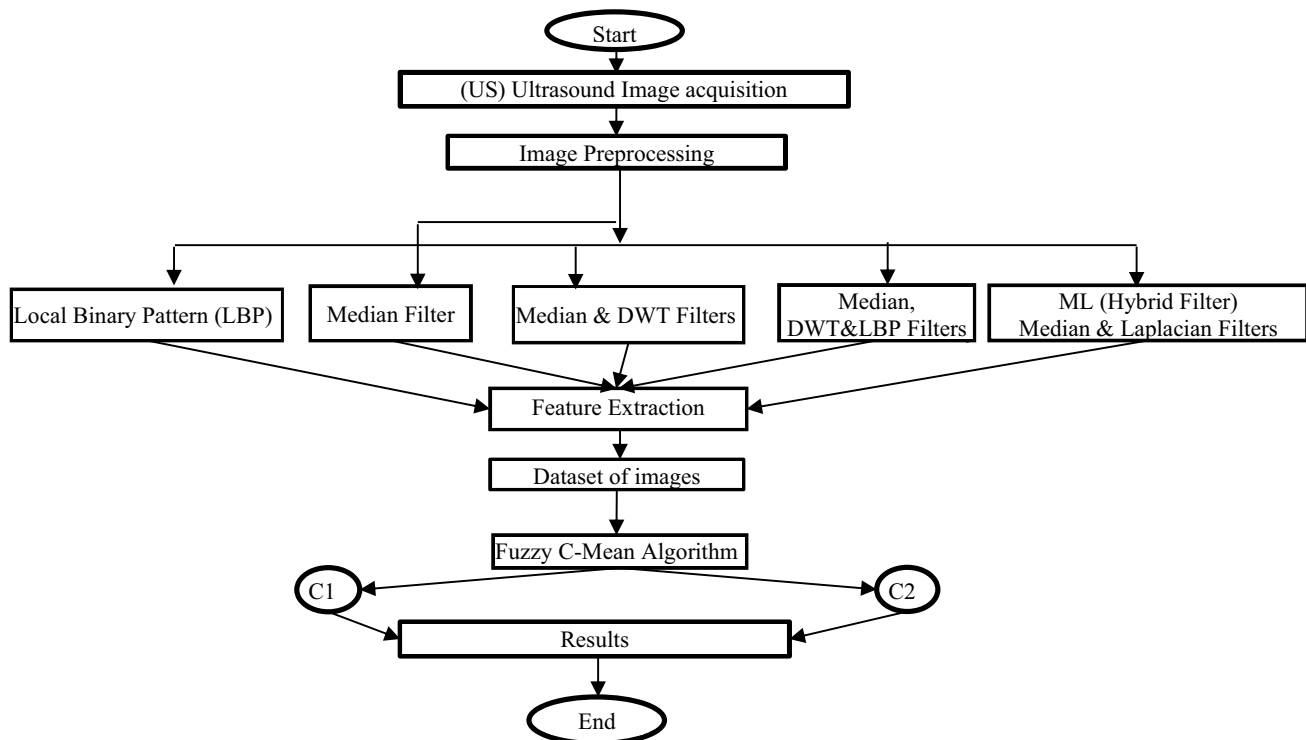 Start
(US) Ultrasound Image acquisition
Image Preprocessing
Local Binary Pattern (LBP)
Median Filter
Median & DWT Filters
Median,
DWT&LBP Filters
ML (Hybrid Filter)
Median & Laplacian Filters
Feature Extraction
Dataset of images
Fuzzy C-Mean Algorithm
C1
C2
Results
End